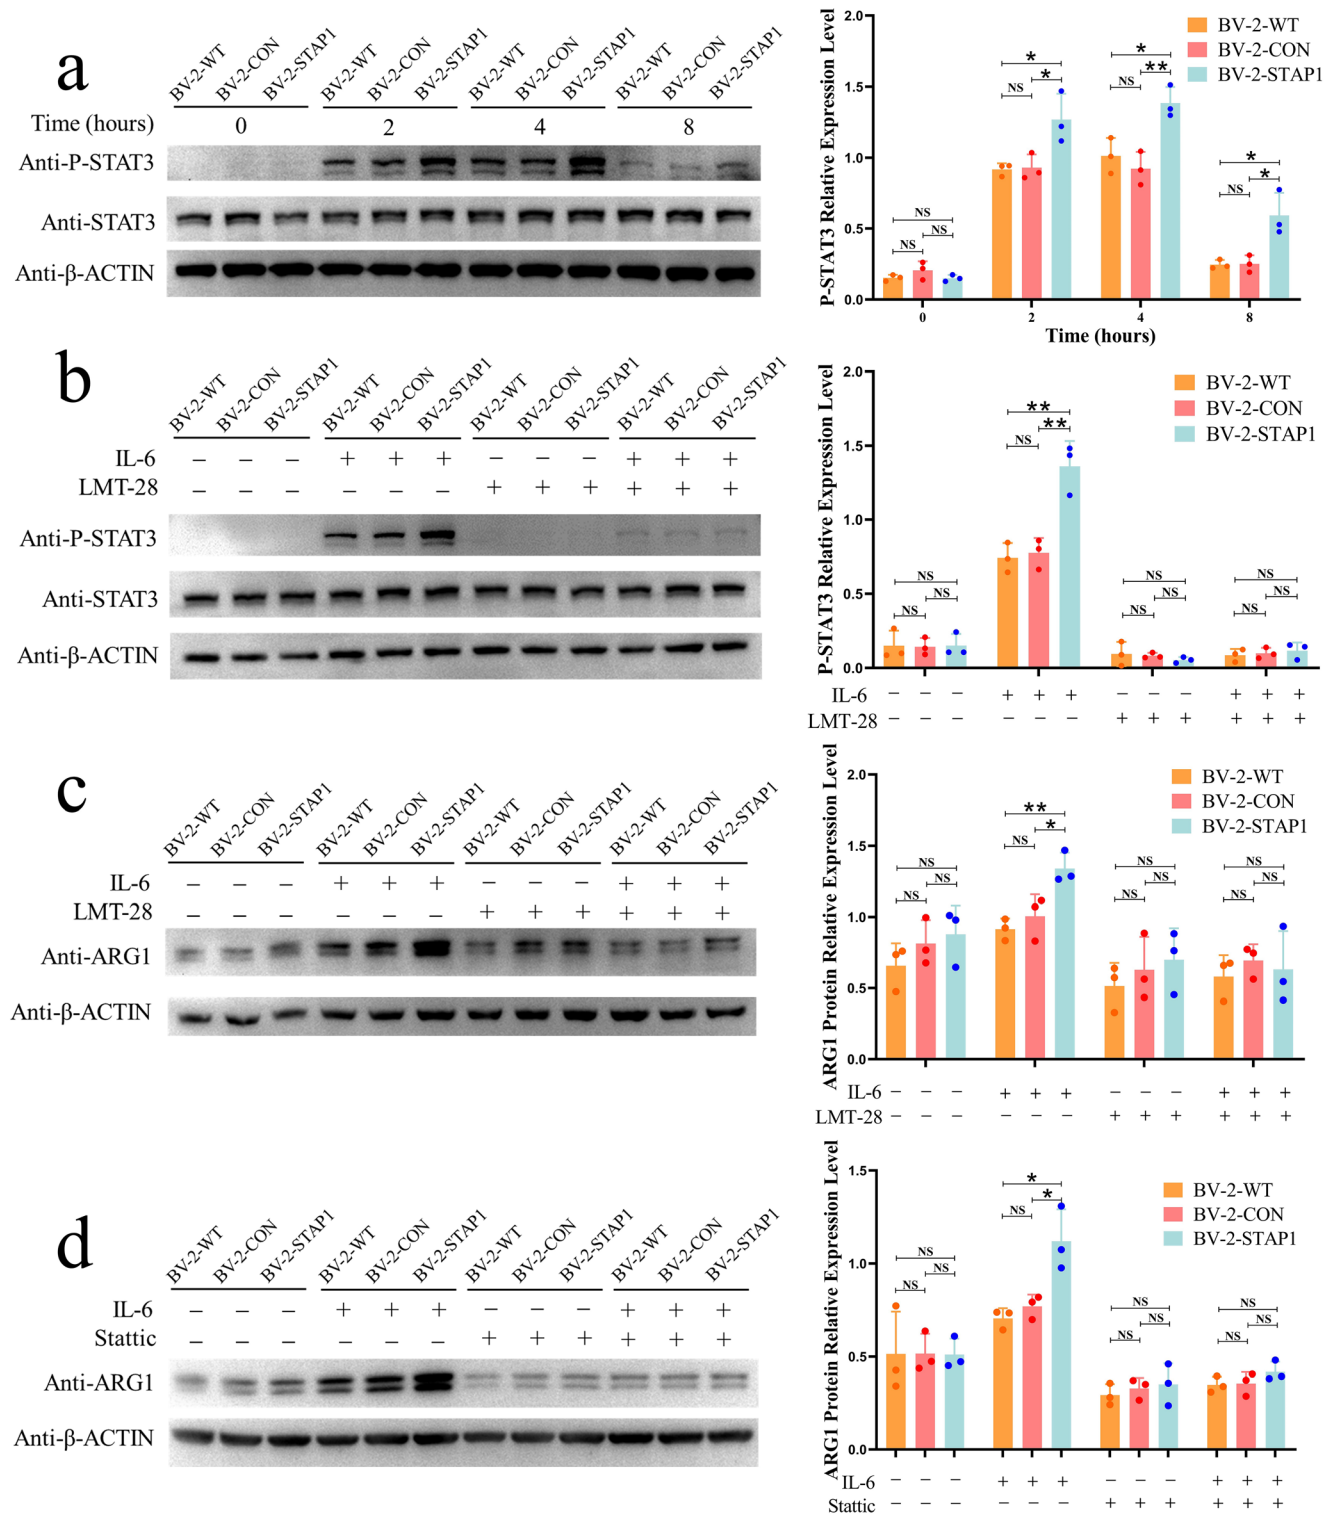 a
BV-2-WT BV-2-CON BV-2-STAP1 BV-2-WT BV-2-CON BV-2-STAP1 BV-2-WT BV-2-CON BV-2-STAP1 BV-2-WT BV-2-CON BV-2-STAP1
Time (hours) 0 2 4 8
Anti-P-STAT3
Anti-STAT3
Anti-β-ACTIN
P-STAT3 Relative Expression Level
2.0
1.5
1.0
0.5
0.0
BV-2-WT
BV-2-CON
BV-2-STAP1
NS NS NS
NS * *
NS ** *
NS * *
0 2 4 8
Time (hours)
b
BV-2-WT BV-2-CON BV-2-STAP1 BV-2-WT BV-2-CON BV-2-STAP1 BV-2-WT BV-2-CON BV-2-STAP1 BV-2-WT BV-2-CON BV-2-STAP1
IL-6 − − − + + + − − − + + +
LMT-28 − − − − − − + + + + + +
Anti-P-STAT3
Anti-STAT3
Anti-β-ACTIN
P-STAT3 Relative Expression Level
2.0
1.5
1.0
0.5
0.0
BV-2-WT
BV-2-CON
BV-2-STAP1
NS NS NS
NS ** **
NS NS NS
NS NS NS
IL-6 − − − + + + − − − + + +
LMT-28 − − − − − − + + + + + +
c
BV-2-WT BV-2-CON BV-2-STAP1 BV-2-WT BV-2-CON BV-2-STAP1 BV-2-WT BV-2-CON BV-2-STAP1 BV-2-WT BV-2-CON BV-2-STAP1
IL-6 − − − + + + − − − + + +
LMT-28 − − − − − − + + + + + +
Anti-ARG1
Anti-β-ACTIN
ARG1 Protein Relative Expression Level
2.0
1.5
1.0
0.5
0.0
BV-2-WT
BV-2-CON
BV-2-STAP1
NS NS NS
NS * **
NS NS NS
NS NS NS
IL-6 − − − + + + − − − + + +
LMT-28 − − − − − − + + + + + +
d
BV-2-WT BV-2-CON BV-2-STAP1 BV-2-WT BV-2-CON BV-2-STAP1 BV-2-WT BV-2-CON BV-2-STAP1 BV-2-WT BV-2-CON BV-2-STAP1
IL-6 − − − + + + − − − + + +
Stattic − − − − − − + + + + + +
Anti-ARG1
Anti-β-ACTIN
ARG1 Protein Relative Expression Level
1.5
1.0
0.5
0.0
BV-2-WT
BV-2-CON
BV-2-STAP1
NS NS NS
NS * *
NS NS NS
NS NS NS
IL-6 − − − + + + − − − + + +
Stattic − − − − − − + + + + + +